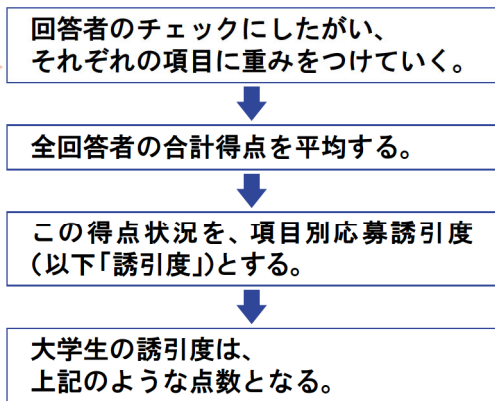 回答者のチェックにしたがい、
それぞれの項目に重みをつけていく。
全回答者の合計得点を平均する。
この得点状況を、項目別応募誘引度
(以下「誘引度」)とする。
大学生の誘引度は、
上記のような点数となる。